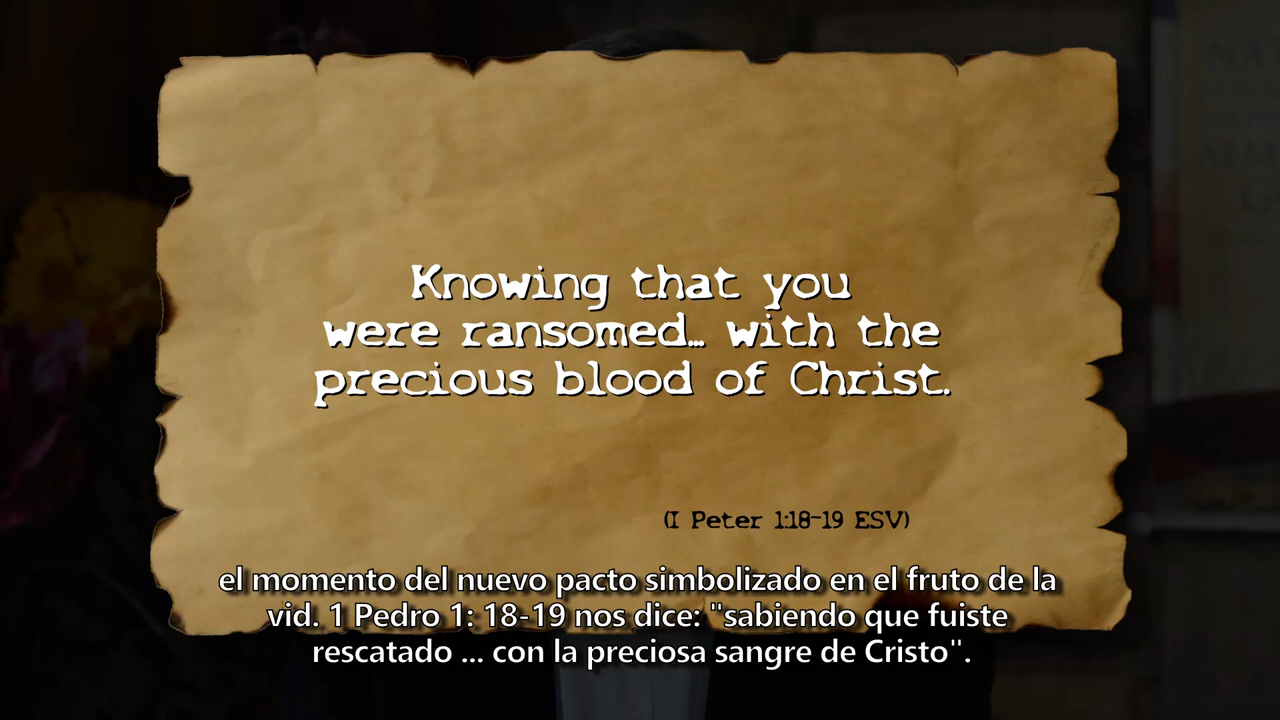 Knowing that you
were ransomed... with the
precious blood of Christ.
(I Peter 1:18-19 ESV)
el momento del nuevo pacto simbolizado en el fruto de la
vid. 1 Pedro 1: 18-19 nos dice: "sabiendo que fuiste
rescatado ... con la preciosa sangre de Cristo".